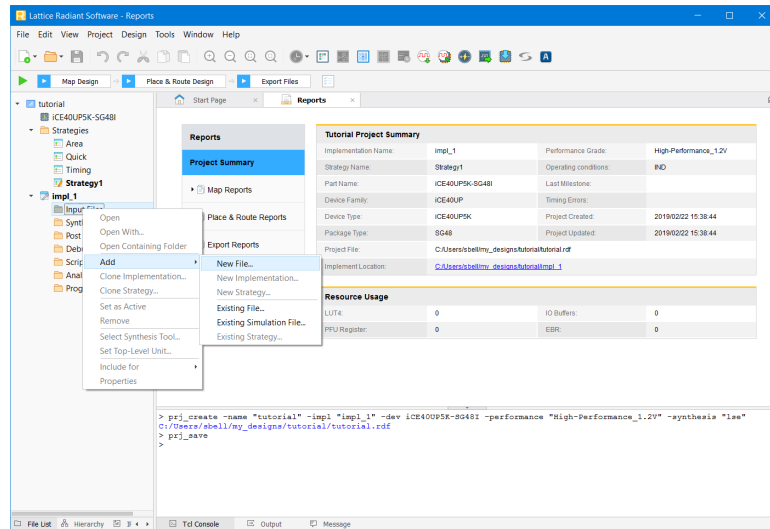 Lattice Radiant Software - Reports
File Edit View Project Design Tools Window Help
Map Design Place & Route Design Export Files
tutorial
iCE40UP5K-SG48I
Strategies
Area
Quick
Timing
Strategy1
impl_1
Input Files
Synt
Post
Debu
Scrip
Anal
Prog
Open
Open With...
Open Containing Folder
Add
Clone Implementation...
Clone Strategy...
Set as Active
Remove
Select Synthesis Tool...
Set Top-Level Unit...
Include for
Properties
New File...
New Implementation...
New Strategy...
Existing File...
Existing Simulation File...
Existing Strategy...
Start Page Reports
Reports
Project Summary
Map Reports
Place & Route Reports
Export Reports
Tutorial Project Summary
Implementation Name: impl_1 Performance Grade: High-Performance_1.2V
Strategy Name: Strategy1 Operating conditions: IND
Part Name: iCE40UP5K-SG48I Last Milestone:
Device Family: iCE40UP Timing Errors:
Device Type: iCE40UP5K Project Created: 2019/02/22 15:38:44
Package Type: SG48 Project Updated: 2019/02/22 15:38:44
Project File: C:/Users/sbell/my_designs/tutorial/tutorial.rdf
Implement Location: C:/Users/sbell/my_designs/tutorial/impl_1
Resource Usage
LUT4: 0 IO Buffers: 0
PFU Register: 0 EBR: 0
> prj_create -name "tutorial" -impl "impl_1" -dev iCE40UP5K-SG48I -performance "High-Performance_1.2V" -synthesis "lse"
C:/Users/sbell/my_designs/tutorial/tutorial.rdf
> prj_save
>
File List Hierarchy
Tcl Console Output Message